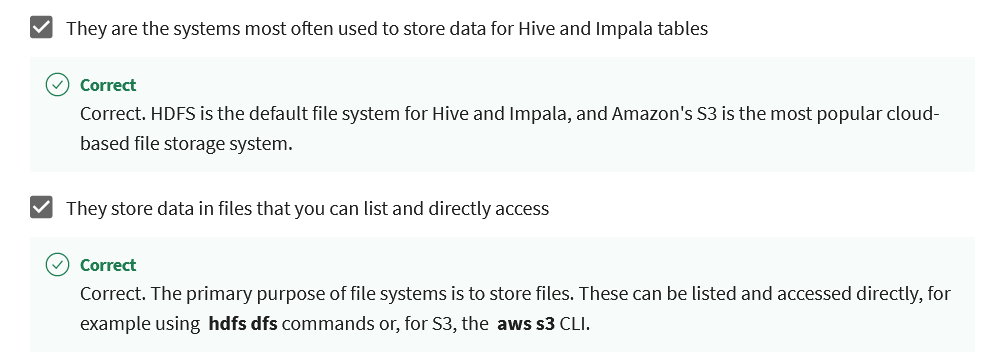 They are the systems most often used to store data for Hive and Impala tables
Correct
Correct. HDFS is the default file system for Hive and Impala, and Amazon's S3 is the most popular cloud-
based file storage system.
They store data in files that you can list and directly access
Correct
Correct. The primary purpose of file systems is to store files. These can be listed and accessed directly, for
example using hdfs dfs commands or, for S3, the aws s3 CLI.